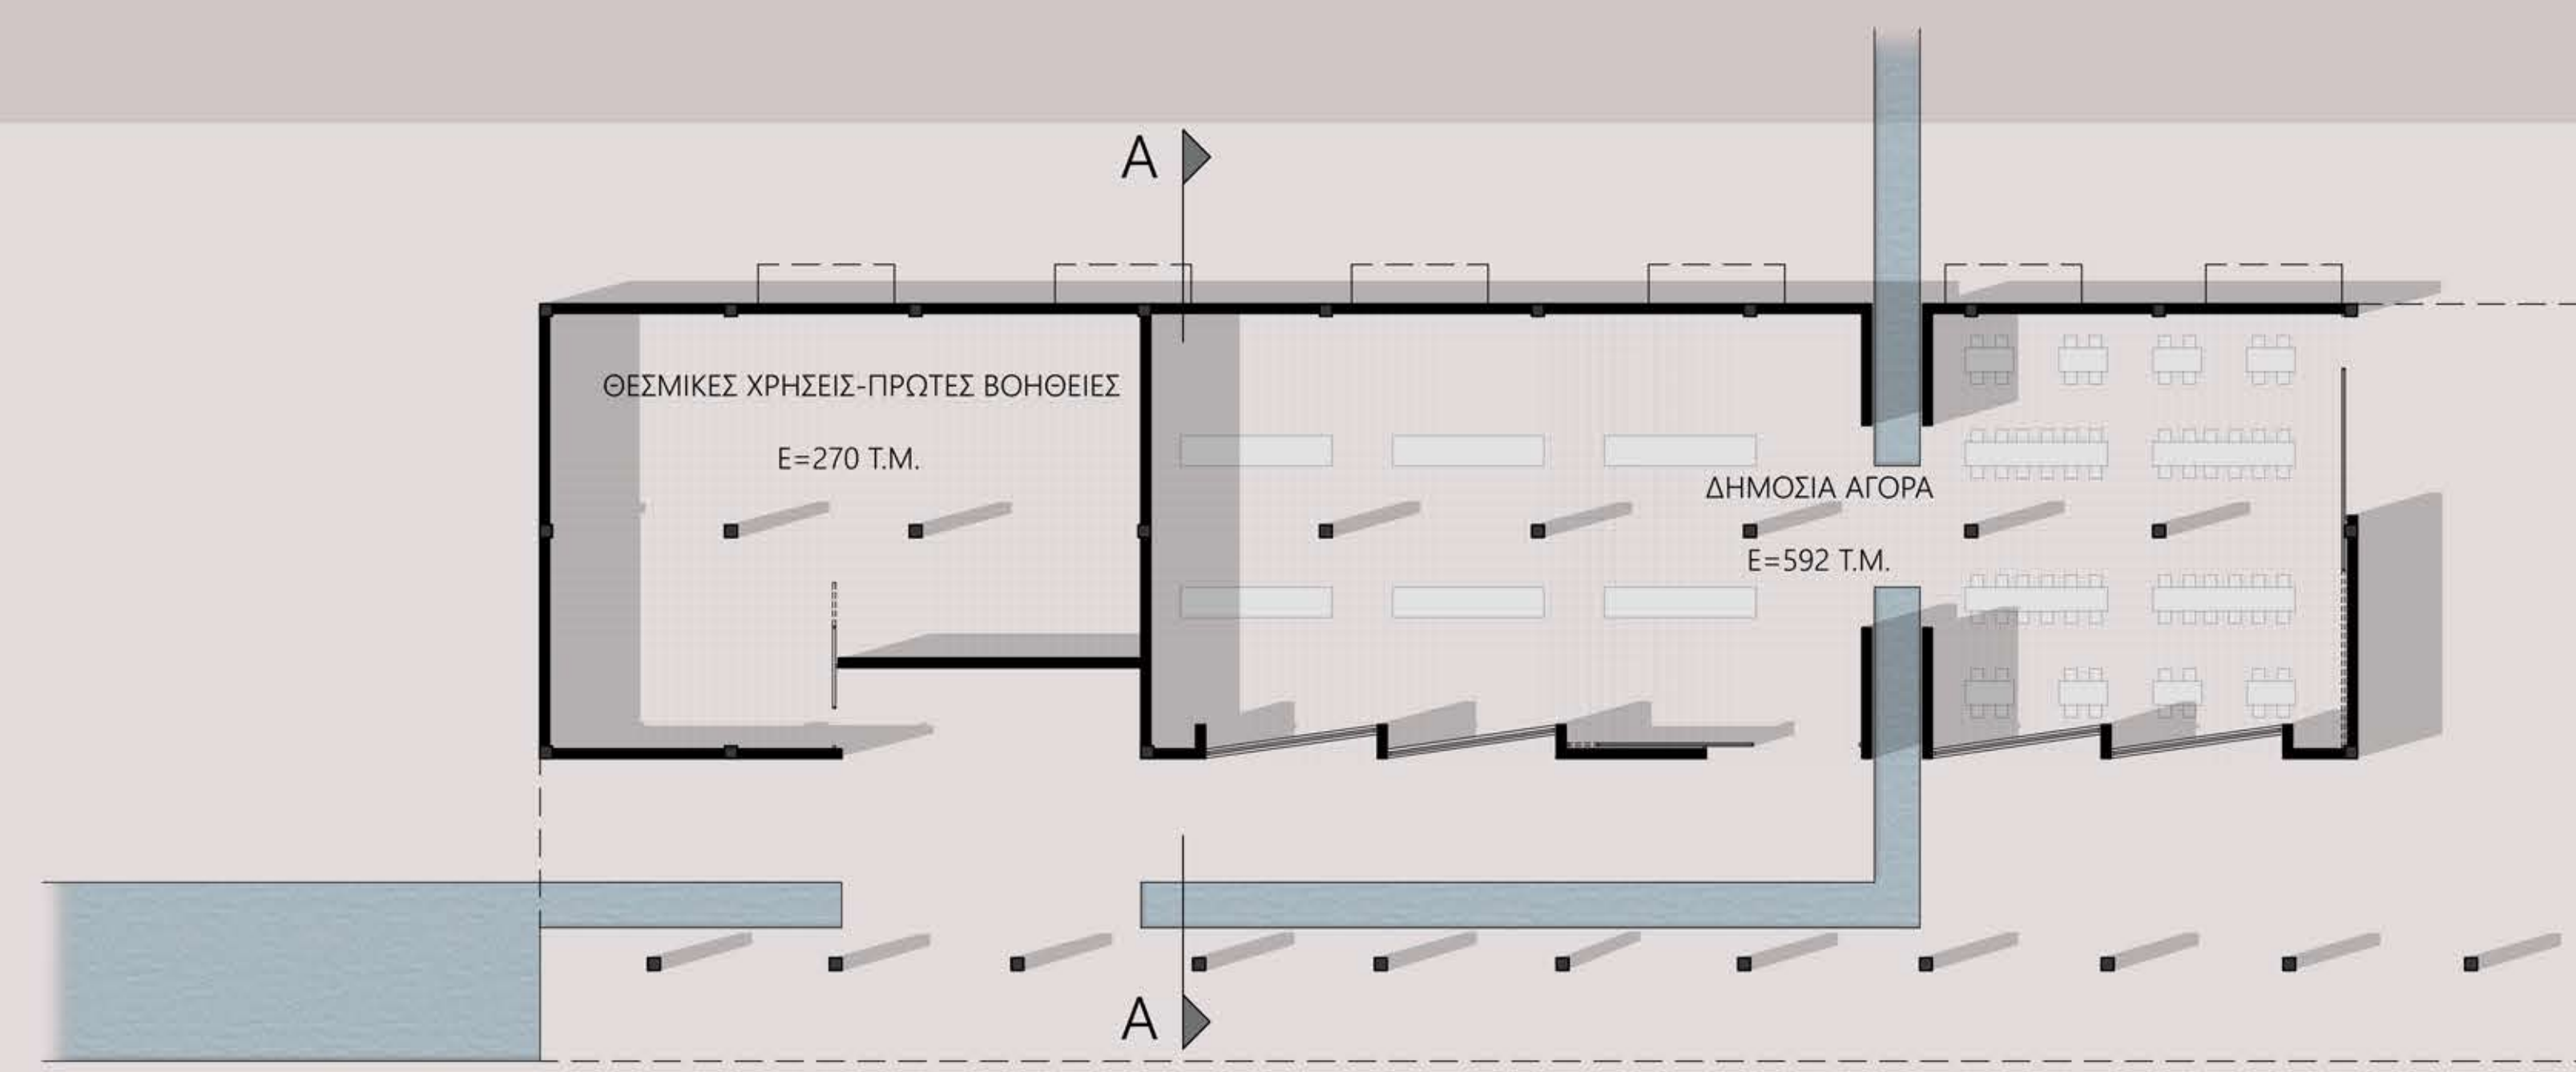 A
ΘΕΣΜΙΚΕΣ ΧΡΗΣΕΙΣ-ΠΡΩΤΕΣ ΒΟΗΘΕΙΕΣ
Ε=270 Τ.Μ.
ΔΗΜΟΣΙΑ ΑΓΟΡΑ
Ε=592 Τ.Μ.
A